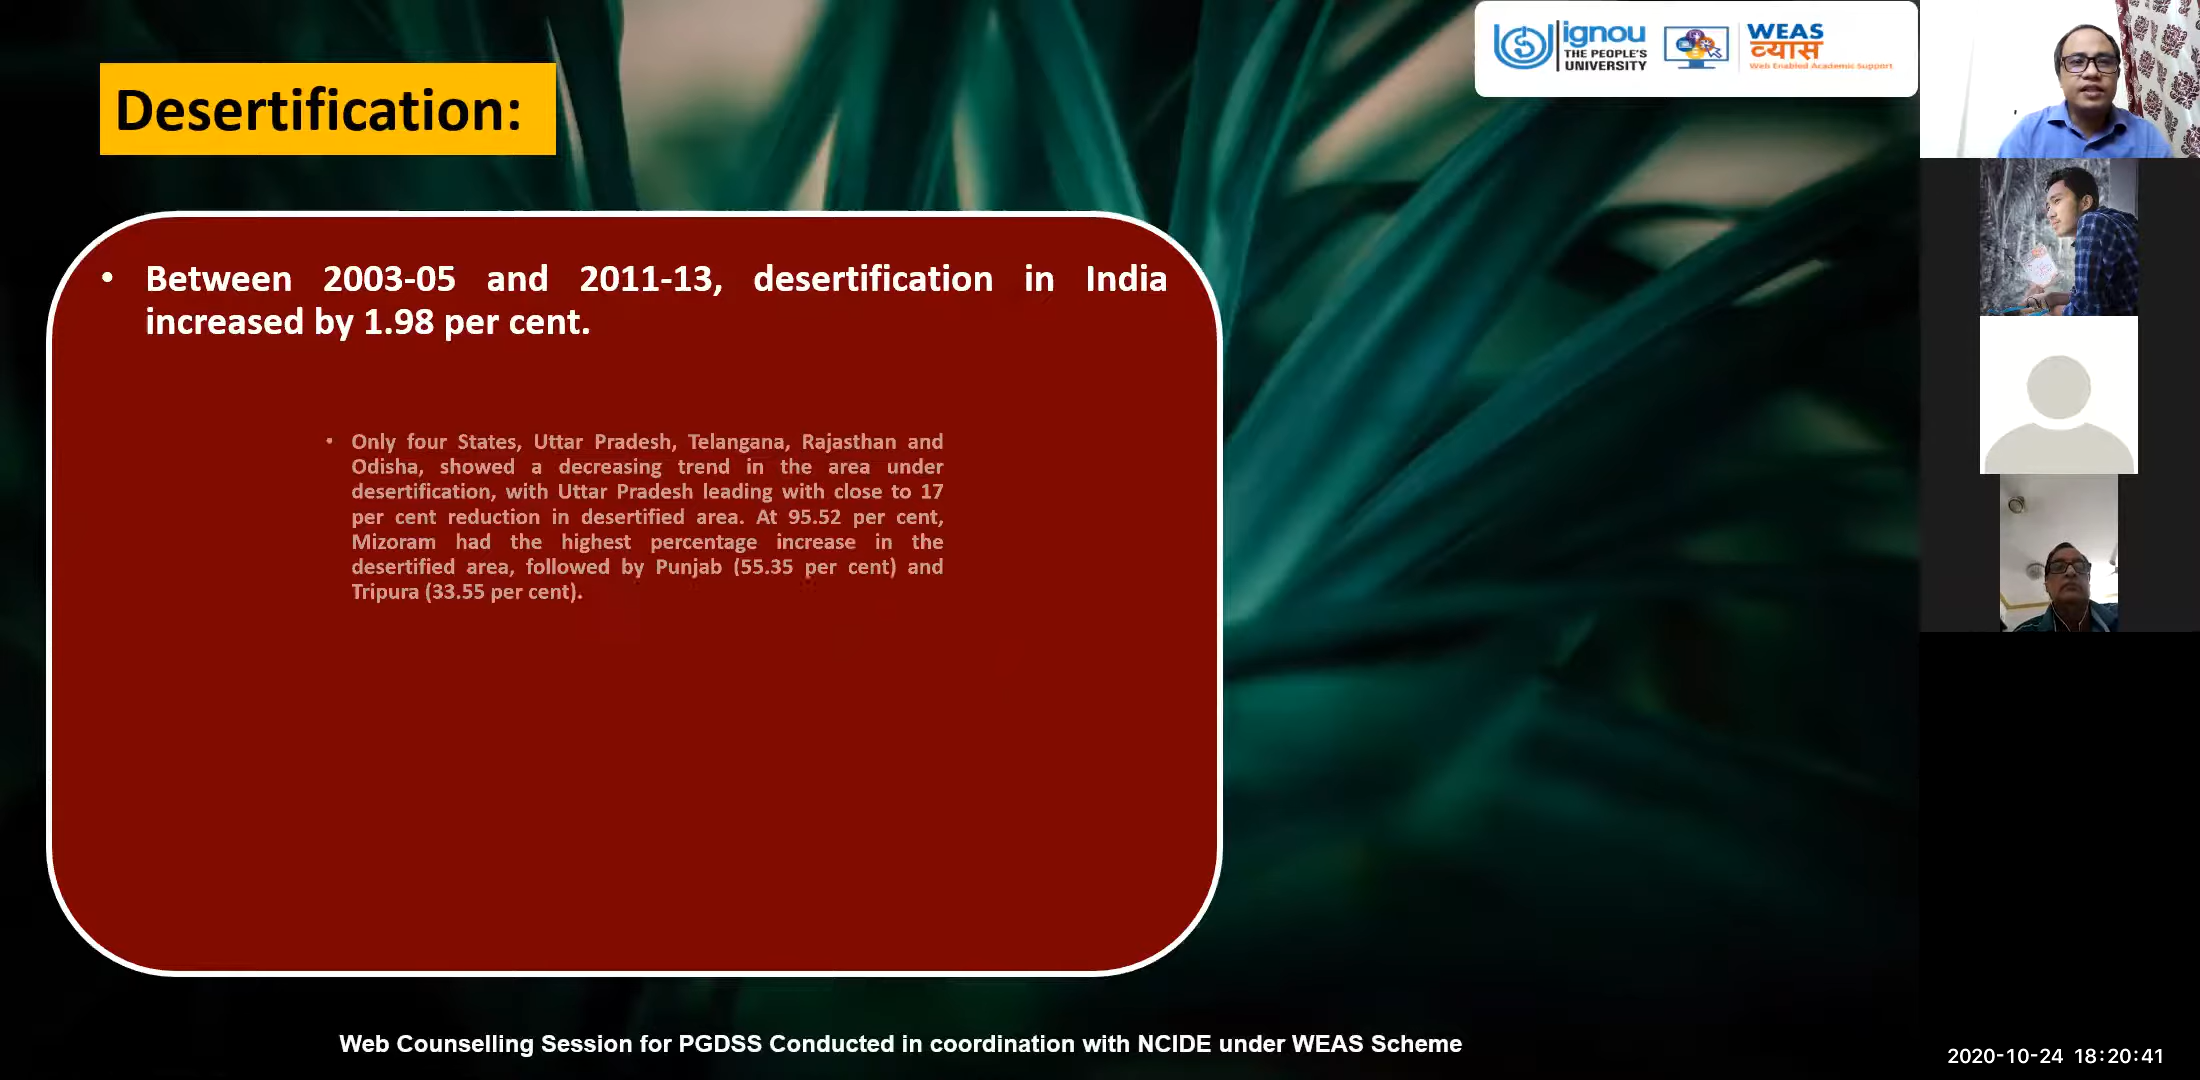 Desertification:
ignou
THE PEOPLE'S
UNIVERSITY
WEAS
व्यास
Web Enabled Academic Support
• Between 2003-05 and 2011-13, desertification in India
increased by 1.98 per cent.
• Only four States, Uttar Pradesh, Telangana, Rajasthan and
Odisha, showed a decreasing trend in the area under
desertification, with Uttar Pradesh leading with close to 17
per cent reduction in desertified area. At 95.52 per cent,
Mizoram had the highest percentage increase in the
desertified area, followed by Punjab (55.35 per cent) and
Tripura (33.55 per cent).
Web Counselling Session for PGDSS Conducted in coordination with NCIDE under WEAS Scheme
2020-10-24 18:20:41